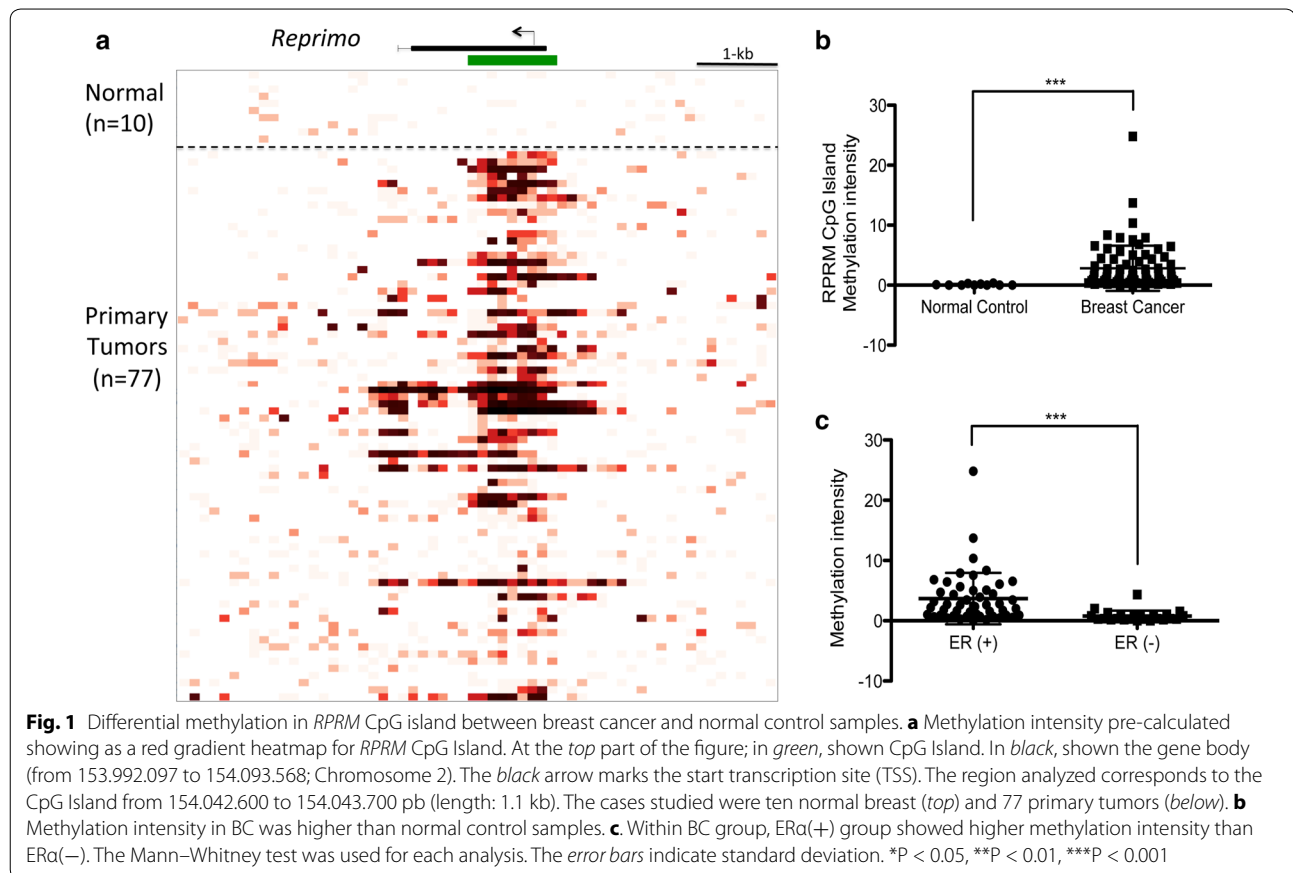 a
Reprimo
1-kb
Normal
(n=10)
Primary
Tumors
(n=77)
b
***
RPRM CpG Island
Methylation intensity
30
20
10
0
-10
Normal Control
Breast Cancer
c
***
Methylation intensity
30
20
10
0
-10
ER (+)
ER (-)
Fig. 1 Differential methylation in RPRM CpG island between breast cancer and normal control samples. a Methylation intensity pre-calculated
showing as a red gradient heatmap for RPRM CpG Island. At the top part of the figure; in green, shown CpG Island. In black, shown the gene body
(from 153.992.097 to 154.093.568; Chromosome 2). The black arrow marks the start transcription site (TSS). The region analyzed corresponds to the
CpG Island from 154.042.600 to 154.043.700 pb (length: 1.1 kb). The cases studied were ten normal breast (top) and 77 primary tumors (below). b
Methylation intensity in BC was higher than normal control samples. c. Within BC group, ERα(+) group showed higher methylation intensity than
ERα(−). The Mann–Whitney test was used for each analysis. The error bars indicate standard deviation. *P < 0.05, **P < 0.01, ***P < 0.001